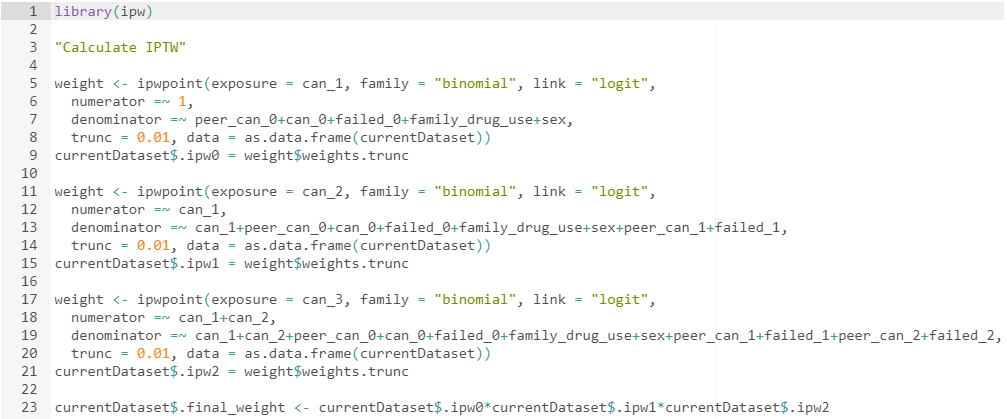 1 library(ipw)
2
3 "Calculate IPTW"
4
5 weight <- ipwpoint(exposure = can_1, family = "binomial", link = "logit",
6   numerator =~ 1,
7   denominator =~ peer_can_0+can_0+failed_0+family_drug_use+sex,
8   trunc = 0.01, data = as.data.frame(currentDataset))
9 currentDataset$.ipw0 = weight$weights.trunc
10
11 weight <- ipwpoint(exposure = can_2, family = "binomial", link = "logit",
12   numerator =~ can_1,
13   denominator =~ can_1+peer_can_0+can_0+failed_0+family_drug_use+sex+peer_can_1+failed_1,
14   trunc = 0.01, data = as.data.frame(currentDataset))
15 currentDataset$.ipw1 = weight$weights.trunc
16
17 weight <- ipwpoint(exposure = can_3, family = "binomial", link = "logit",
18   numerator =~ can_1+can_2,
19   denominator =~ can_1+can_2+peer_can_0+can_0+failed_0+family_drug_use+sex+peer_can_1+failed_1+peer_can_2+failed_2,
20   trunc = 0.01, data = as.data.frame(currentDataset))
21 currentDataset$.ipw2 = weight$weights.trunc
22
23 currentDataset$.final_weight <- currentDataset$.ipw0*currentDataset$.ipw1*currentDataset$.ipw2